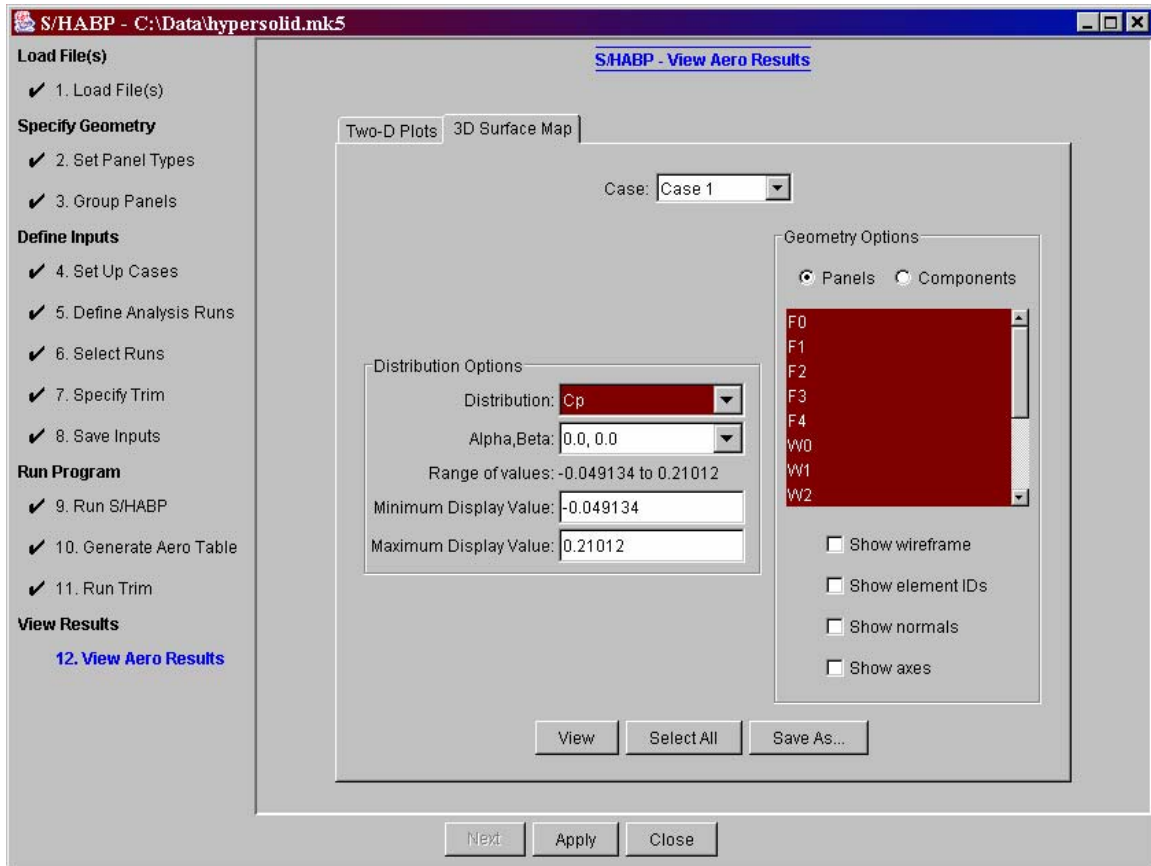 S/HABP - C:\Data\hypersolid.mk5
Load File(s)
✔ 1. Load File(s)
Specify Geometry
✔ 2. Set Panel Types
✔ 3. Group Panels
Define Inputs
✔ 4. Set Up Cases
✔ 5. Define Analysis Runs
✔ 6. Select Runs
✔ 7. Specify Trim
✔ 8. Save Inputs
Run Program
✔ 9. Run S/HABP
✔ 10. Generate Aero Table
✔ 11. Run Trim
View Results
12. View Aero Results
S/HABP - View Aero Results
Two-D Plots 3D Surface Map
Case: Case 1
Distribution Options
Distribution: Cp
Alpha,Beta: 0.0, 0.0
Range of values: -0.049134 to 0.21012
Minimum Display Value: -0.049134
Maximum Display Value: 0.21012
Geometry Options
Panels Components
F0
F1
F2
F3
F4
W0
W1
W2
Show wireframe
Show element IDs
Show normals
Show axes
View Select All Save As...
Next Apply Close